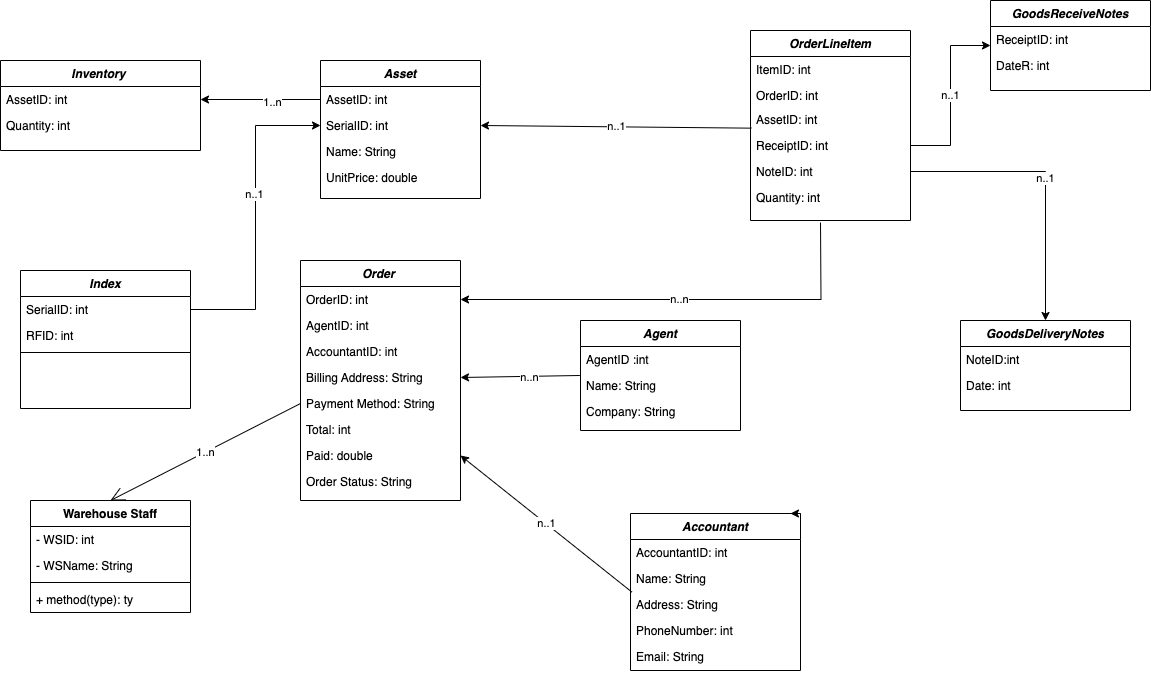 GoodsReceiveNotes
ReceiptID: int
DateR: int
OrderLineItem
ItemID: int
OrderID: int
AssetID: int
ReceiptID: int
NoteID: int
Quantity: int
Inventory
AssetID: int
Quantity: int
Asset
AssetID: int
SerialID: int
Name: String
UnitPrice: double
1..n
n..1
n..1
n..1
n..1
Index
SerialID: int
RFID: int
Order
OrderID: int
AgentID: int
AccountantID: int
Billing Address: String
Payment Method: String
Total: int
Paid: double
Order Status: String
n..n
Agent
AgentID :int
Name: String
Company: String
n..n
GoodsDeliveryNotes
NoteID:int
Date: int
1..n
Warehouse Staff
- WSID: int
- WSName: String
+ method(type): ty
n..1
Accountant
AccountantID: int
Name: String
Address: String
PhoneNumber: int
Email: String